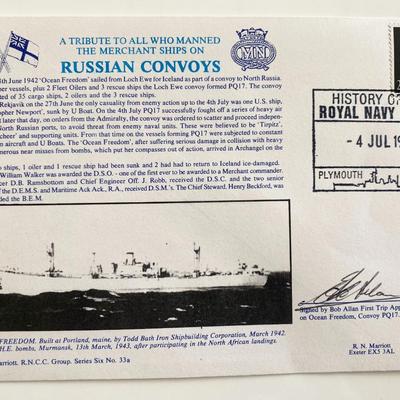 A TRIBUTE TO ALL WHO MANNED
THE MERCHANT SHIPS ON
RUSSIAN CONVOYS
MN
th June 1942 'Ocean Freedom' sailed from Loch Ewe for Iceland as part of a convoy to North Russia.
er vessels, plus 2 Fleet Oilers and 3 rescue ships the Loch Ewe convoy formed PQ17. The convoy
ted of 35 cargo ships, 2 oilers and the 3 rescue ships.
Rekjavik on the 27th June the only casualty from enemy action up to the 4th July was one U.S. ship,
opher Newport', sunk by U Boat. On the 4th July PQ17 successfully fought off a series of heavy air
t later that day, on orders from the Admiralty, the convoy was ordered to scatter and proceed indepen-
North Russian ports, to avoid threat from enemy naval units. These were believed to be 'Tirpitz',
cheer' and supporting units. From that time on the vessels forming PQ17 were subjected to constant
om aircraft and U Boats. The 'Ocean Freedom', after suffering serious damage in collision with heavy
umerous near misses from bombs, which put her compasses out of action, arrived in Archangel on the
ships, 1 oiler and 1 rescue ship had been sunk and 2 had had to return to Iceland ice-damaged.
William Walker was awarded the D.S.O. - one of the first ever to be awarded to a Merchant commander.
cer D.B. Ramsbottom and Chief Engineer Off. J. Robb, received the D.S.C. and the two senior
of the D.E.M.S. and Maritime Ack Ack, R.A., received D.S.M.'s. The Chief Steward, Henry Beckford, was
ded the B.E.M.
HISTORY OF
ROYAL NAVY
- 4 JUL 19
PLYMOUTH
Signed by Bob Allan First Trip App
on Ocean Freedom, Convoy PQ17.
FREEDOM. Built at Portland, maine, by Todd Bath Iron Shipbuilding Corporation, March 1942.
H.E. bombs, Murmansk, 13th March, 1943, after participating in the North African landings.
arriott. R.N.C.C. Group. Series Six No. 33a
R. N. Marriott
Exeter EX5 3AL